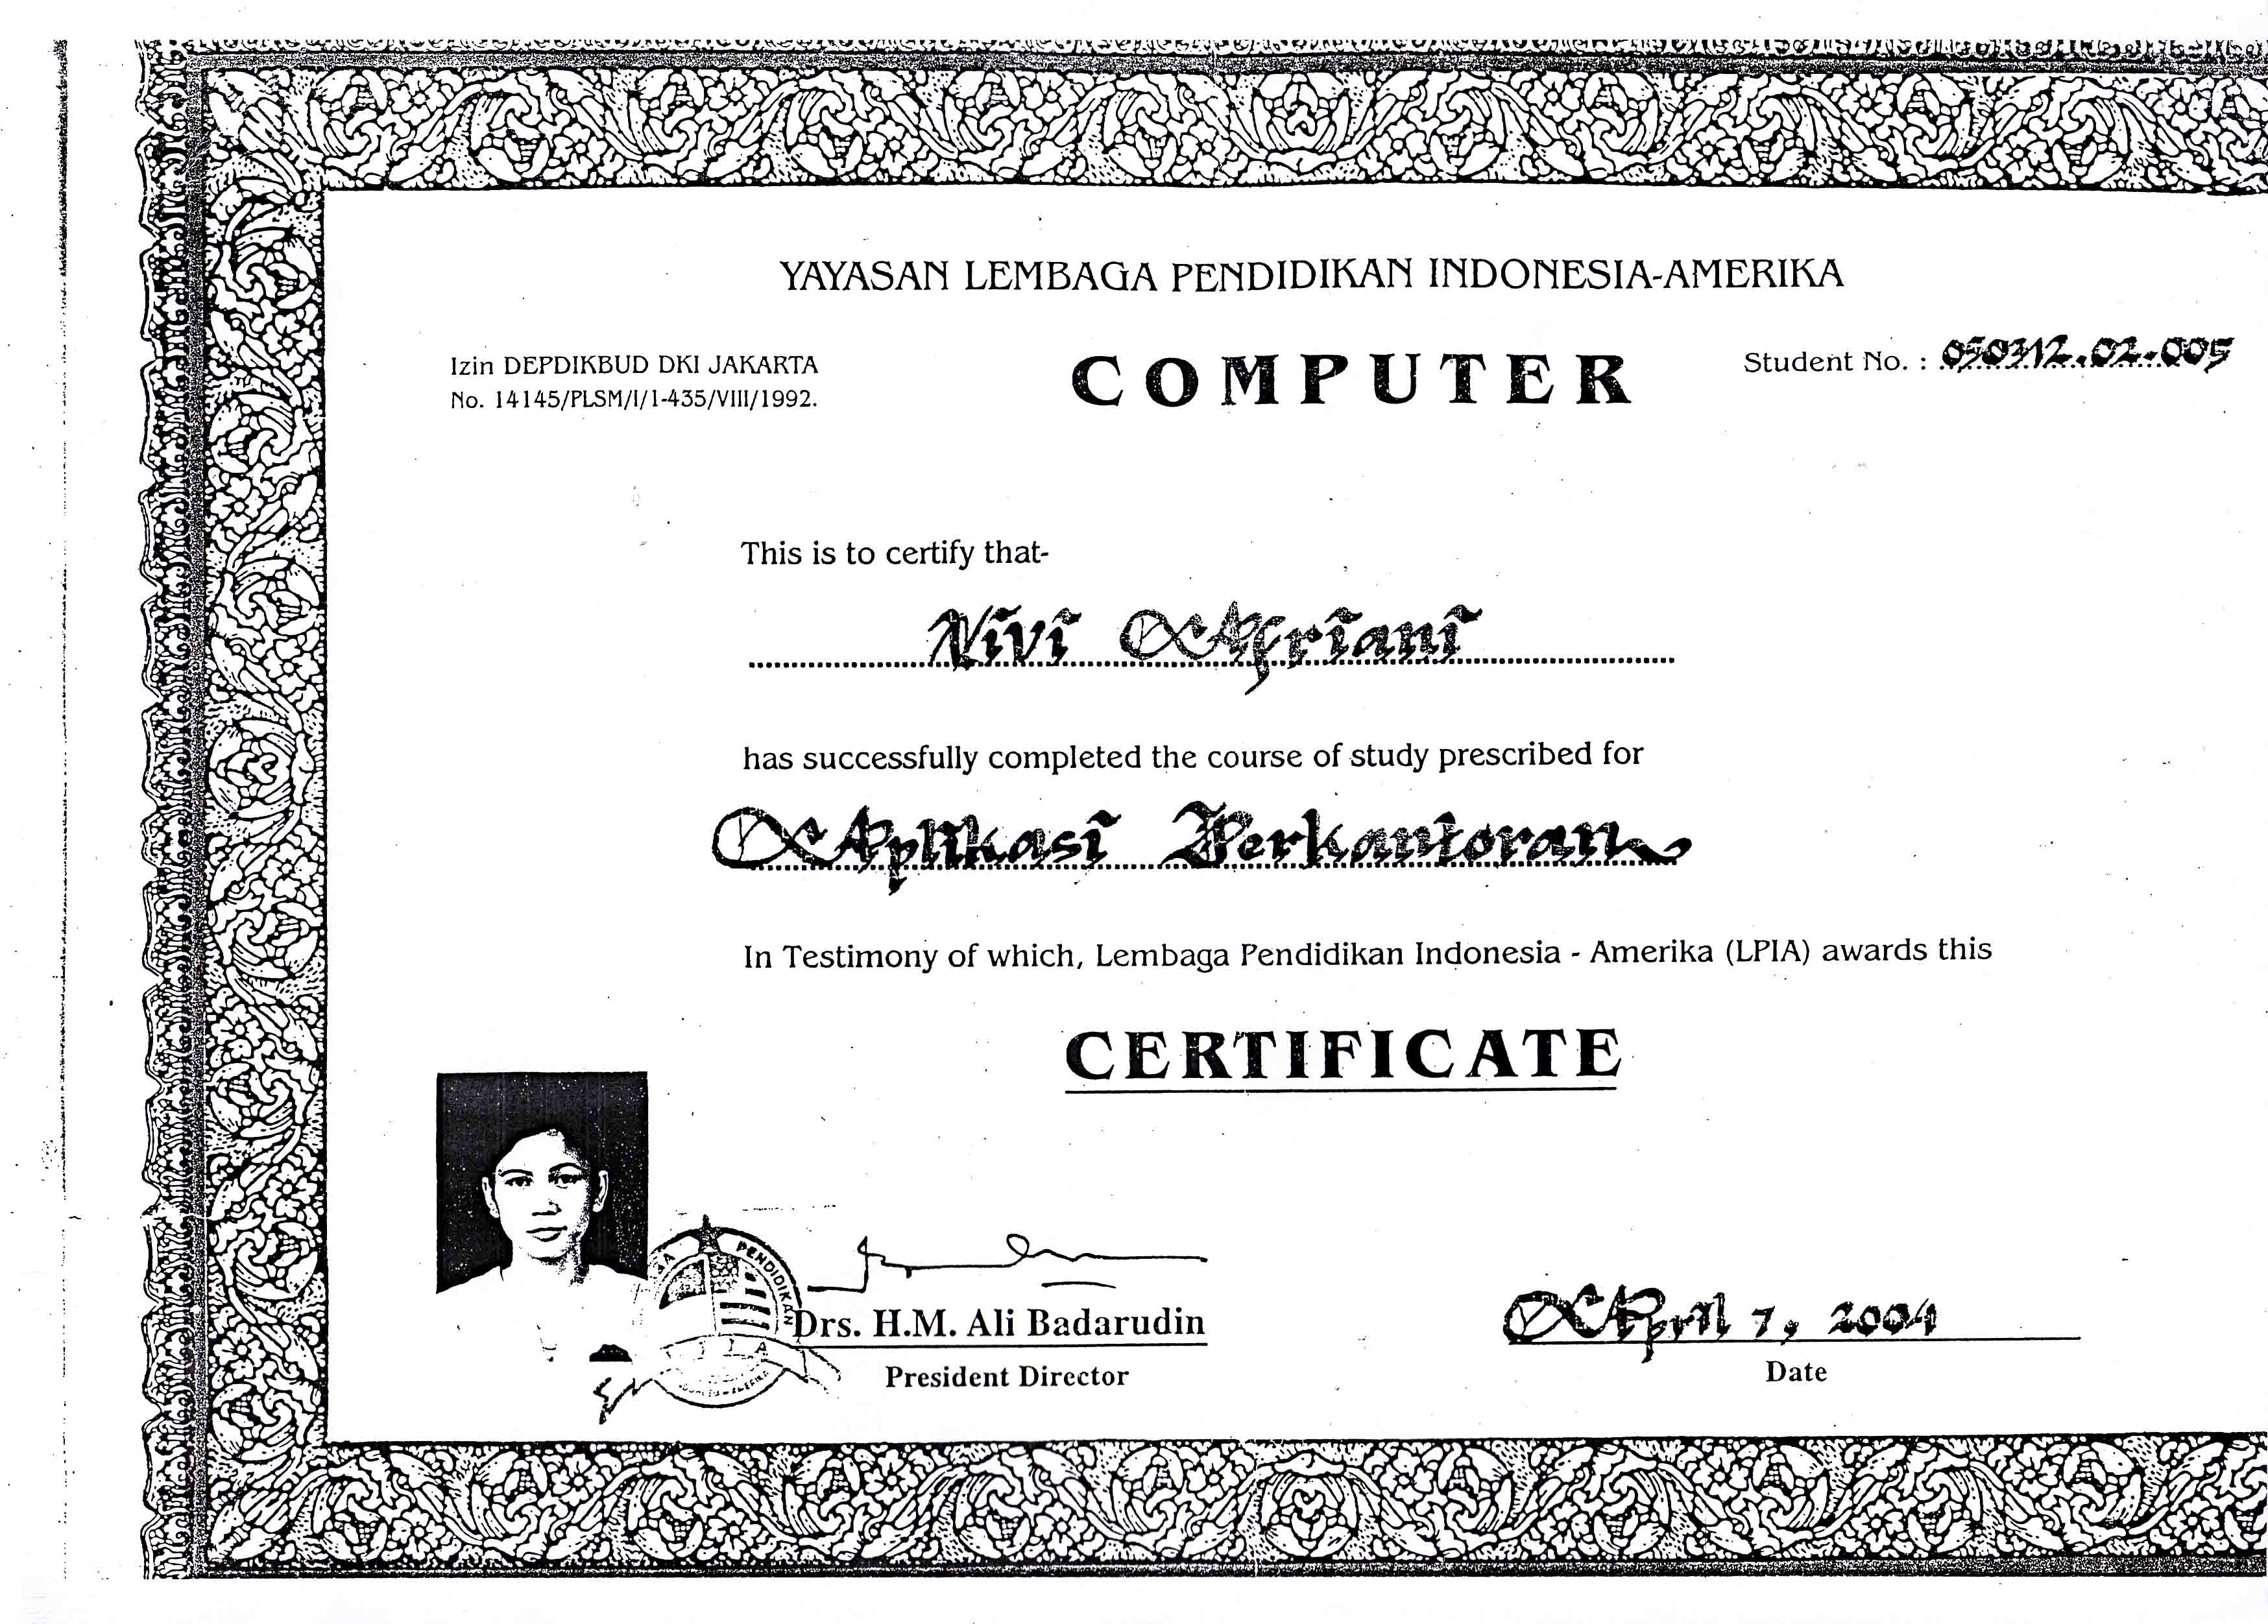 YAYASAN LEMBAGA PENDIDIKAN INDONESIA-AMERIKA
Izin DEPDIKBUD DKI JAKARTA
No. 14145/PLSM/I/1-435/VIII/1992.
COMPUTER
Student No. : 050312.02.005
This is to certify that-
Nivi Afriani
has successfully completed the course of study prescribed for
Aplikasi Perkantoran
In Testimony of which, Lembaga Pendidikan Indonesia - Amerika (LPIA) awards this
CERTIFICATE
PENDIDIKAN
Drs. H.M. Ali Badarudin
President Director
April 7, 2004
Date